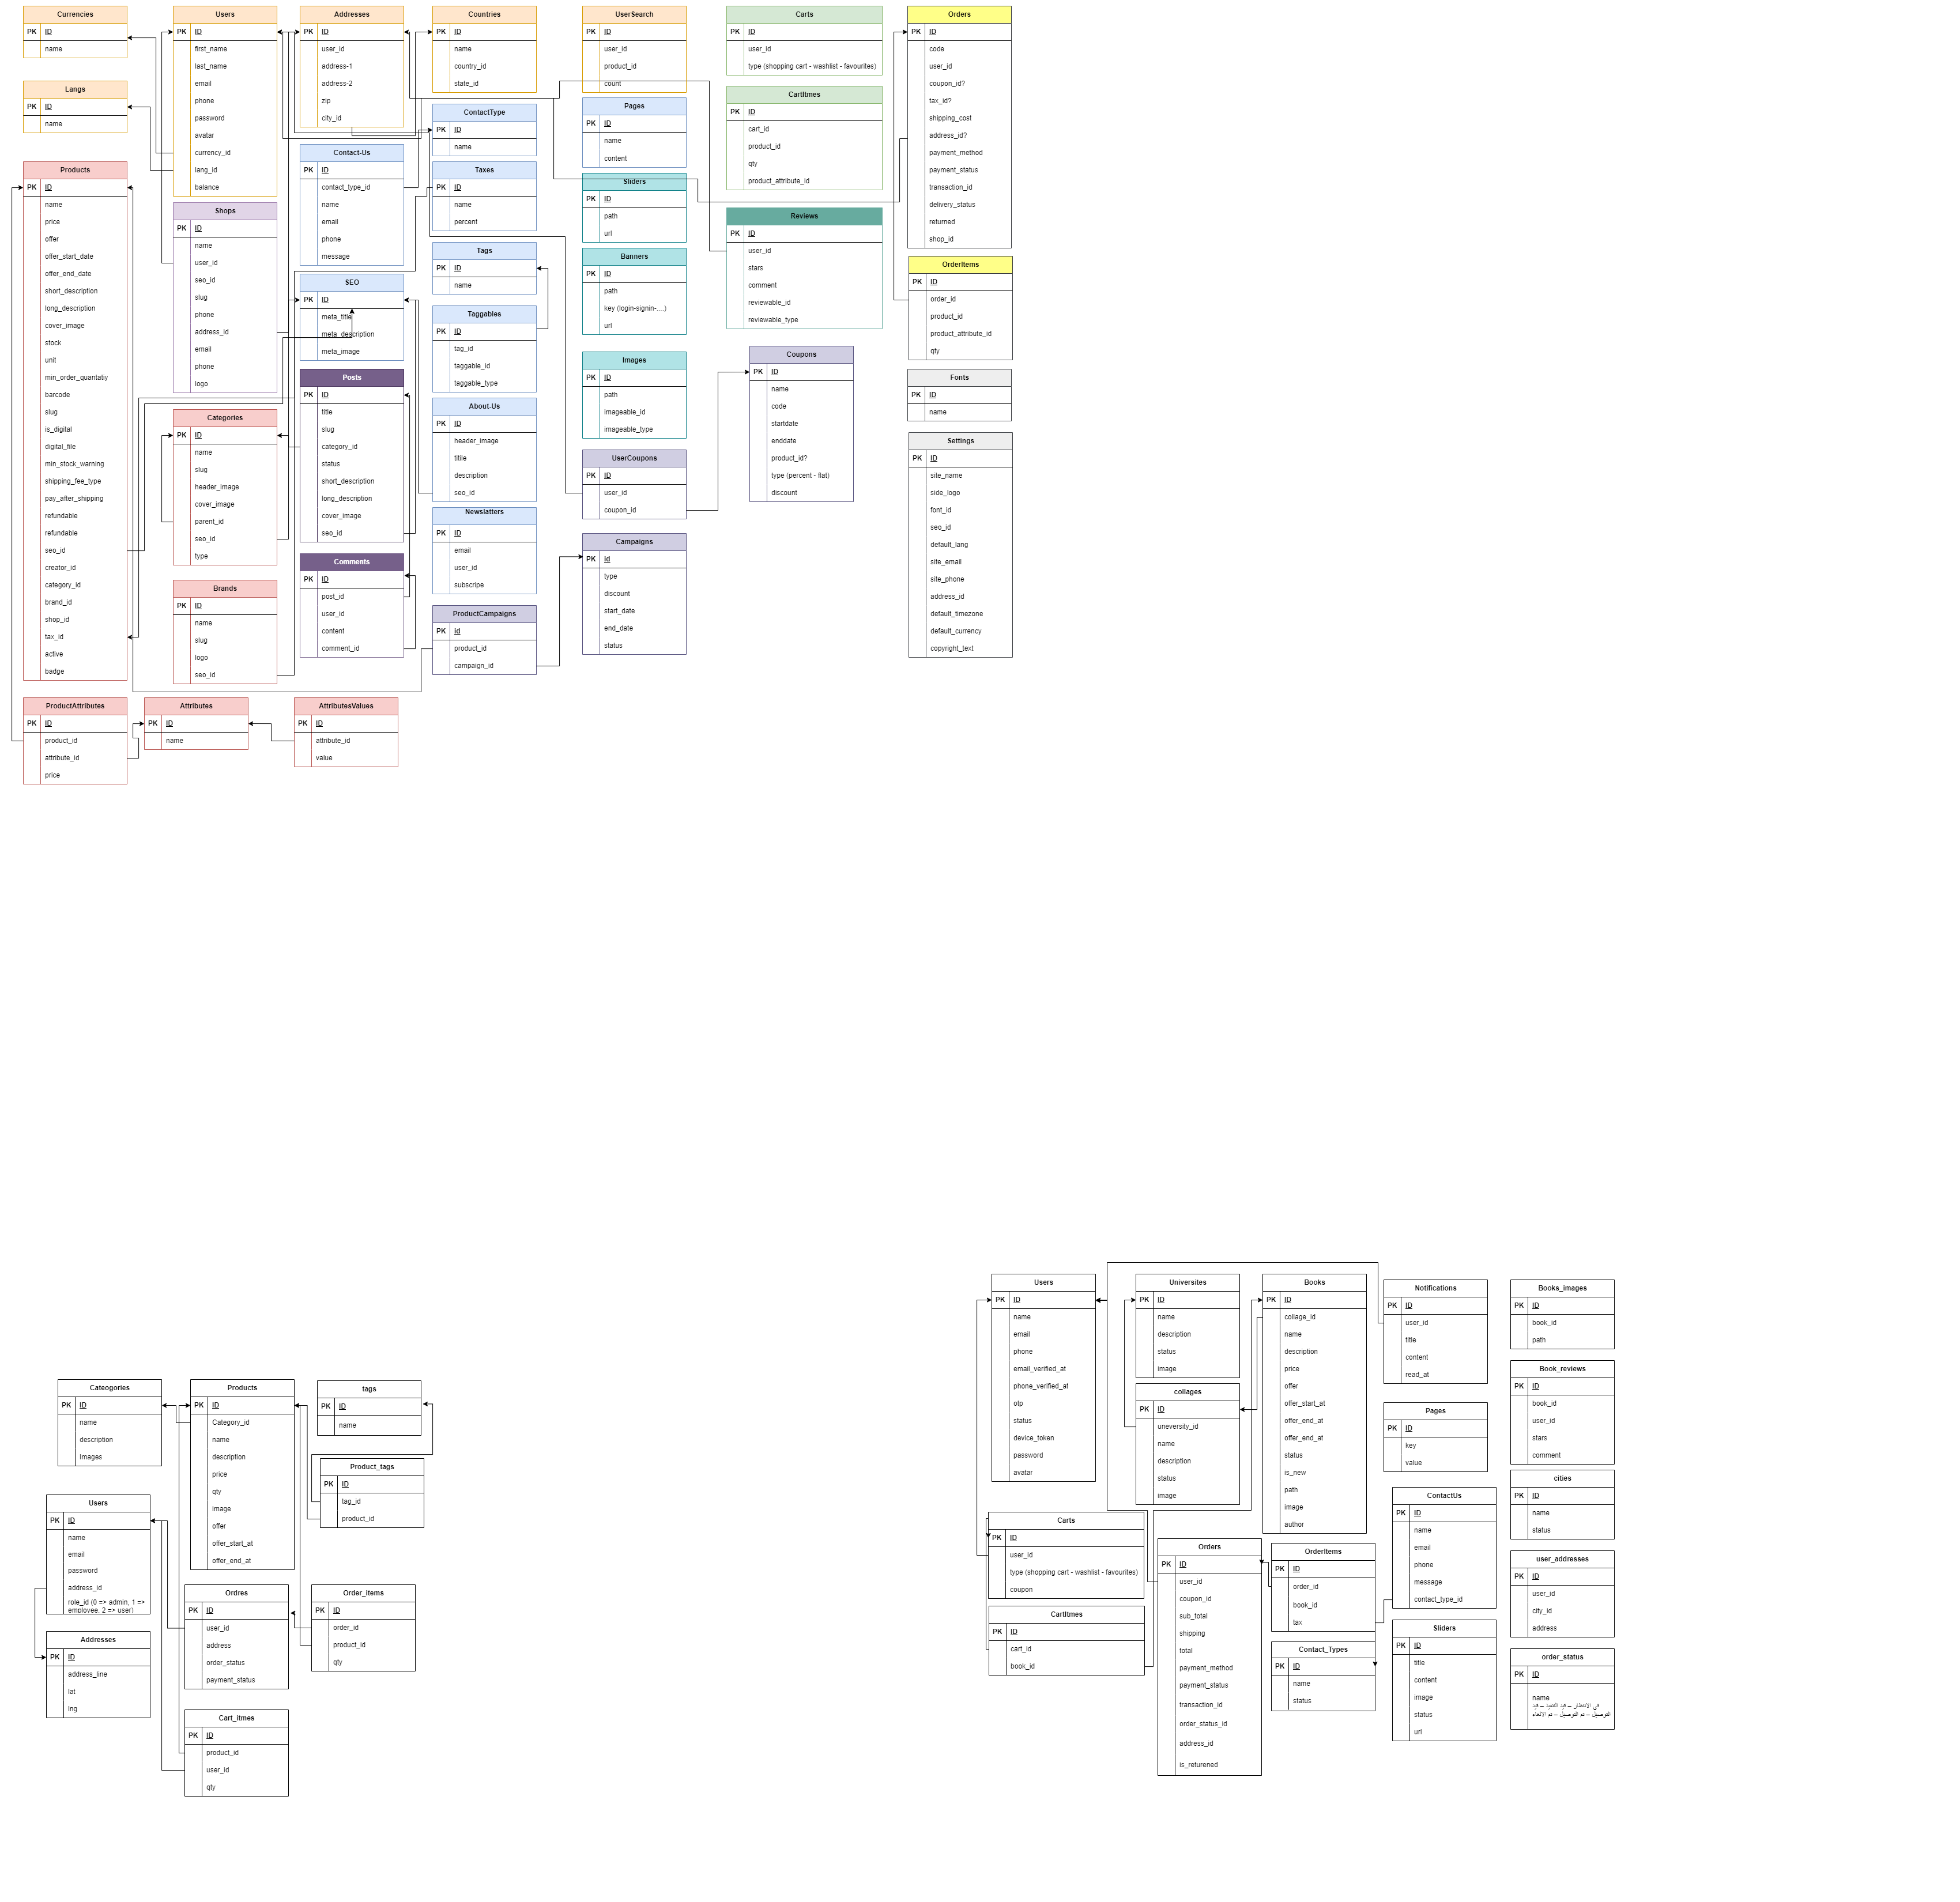 Currencies
PK ID
name
Langs
PK ID
name
Users
PK ID
first_name
last_name
email
phone
password
avatar
currency_id
lang_id
balance
Addresses
PK ID
user_id
address-1
address-2
zip
city_id
Countries
PK ID
name
country_id
state_id
UserSearch
PK ID
user_id
product_id
count
Carts
PK ID
user_id
type (shopping cart - washlist - favourites)
Orders
PK ID
code
user_id
coupon_id?
tax_id?
shipping_cost
address_id?
payment_method
payment_status
transaction_id
delivery_status
returned
shop_id
CartItmes
PK ID
cart_id
product_id
qty
product_attribute_id
ContactType
PK ID
name
Pages
PK ID
name
content
Contact-Us
PK ID
contact_type_id
name
email
phone
message
Taxes
PK ID
name
percent
Sliders
PK ID
path
url
Products
PK ID
name
price
offer
offer_start_date
offer_end_date
short_description
long_description
cover_image
stock
unit
min_order_quantatiy
barcode
slug
is_digital
digital_file
min_stock_warning
shipping_fee_type
pay_after_shipping
refundable
refundable
seo_id
creator_id
category_id
brand_id
shop_id
tax_id
active
badge
Shops
PK ID
name
user_id
seo_id
slug
phone
address_id
email
phone
logo
Reviews
PK ID
user_id
stars
comment
reviewable_id
reviewable_type
Tags
PK ID
name
Banners
PK ID
path
key (login-signin-....)
url
OrderItems
PK ID
order_id
product_id
product_attribute_id
qty
SEO
PK ID
meta_title
meta_description
meta_image
Taggables
PK ID
tag_id
taggable_id
taggable_type
Images
PK ID
path
imageable_id
imageable_type
Coupons
PK ID
name
code
startdate
enddate
product_id?
type (percent - flat)
discount
Fonts
PK ID
name
Posts
PK ID
title
slug
category_id
status
short_description
long_description
cover_image
seo_id
Categories
PK ID
name
slug
header_image
cover_image
parent_id
seo_id
type
About-Us
PK ID
header_image
titile
description
seo_id
UserCoupons
PK ID
user_id
coupon_id
Settings
PK ID
site_name
side_logo
font_id
seo_id
default_lang
site_email
site_phone
address_id
default_timezone
default_currency
copyright_text
Newslatters
PK ID
email
user_id
subscripe
Campaigns
PK id
type
discount
start_date
end_date
status
Comments
PK ID
post_id
user_id
content
comment_id
Brands
PK ID
name
slug
logo
seo_id
ProductCampaigns
PK id
product_id
campaign_id
ProductAttributes
PK ID
product_id
attribute_id
price
Attributes
PK ID
name
AttributesValues
PK ID
attribute_id
value
Cateogories
PK ID
name
description
Images
Products
PK ID
Category_id
name
description
price
qty
image
offer
offer_start_at
offer_end_at
tags
PK ID
name
Product_tags
PK ID
tag_id
product_id
Users
PK ID
name
email
password
address_id
role_id (0 => admin, 1 =>
employee, 2 => user)
Ordres
PK ID
user_id
address
order_status
payment_status
Order_items
PK ID
order_id
product_id
qty
Addresses
PK ID
address_line
lat
lng
Cart_itmes
PK ID
product_id
user_id
qty
Users
PK ID
name
email
phone
email_verified_at
phone_verified_at
otp
status
device_token
password
avatar
Universites
PK ID
name
description
status
image
Books
PK ID
collage_id
name
description
price
offer
offer_start_at
offer_end_at
offer_end_at
status
is_new
path
image
author
Notifications
PK ID
user_id
title
content
read_at
Books_images
PK ID
book_id
path
collages
PK ID
uneversity_id
name
description
status
image
Pages
PK ID
key
value
Book_reviews
PK ID
book_id
user_id
stars
comment
cities
PK ID
name
status
ContactUs
PK ID
name
email
phone
message
contact_type_id
Carts
PK ID
user_id
type (shopping cart - washlist - favourites)
coupon
Orders
PK ID
user_id
coupon_id
sub_total
shipping
total
payment_method
payment_status
transaction_id
order_status_id
address_id
is_returened
OrderItems
PK ID
order_id
book_id
tax
user_addresses
PK ID
user_id
city_id
address
CartItmes
PK ID
cart_id
book_id
Contact_Types
PK ID
name
status
Sliders
PK ID
title
content
image
status
url
order_status
PK ID
name
في الانتظار – قيد التنفيذ – قيد
التوصيل – تم التوصيل – تم الالغاء